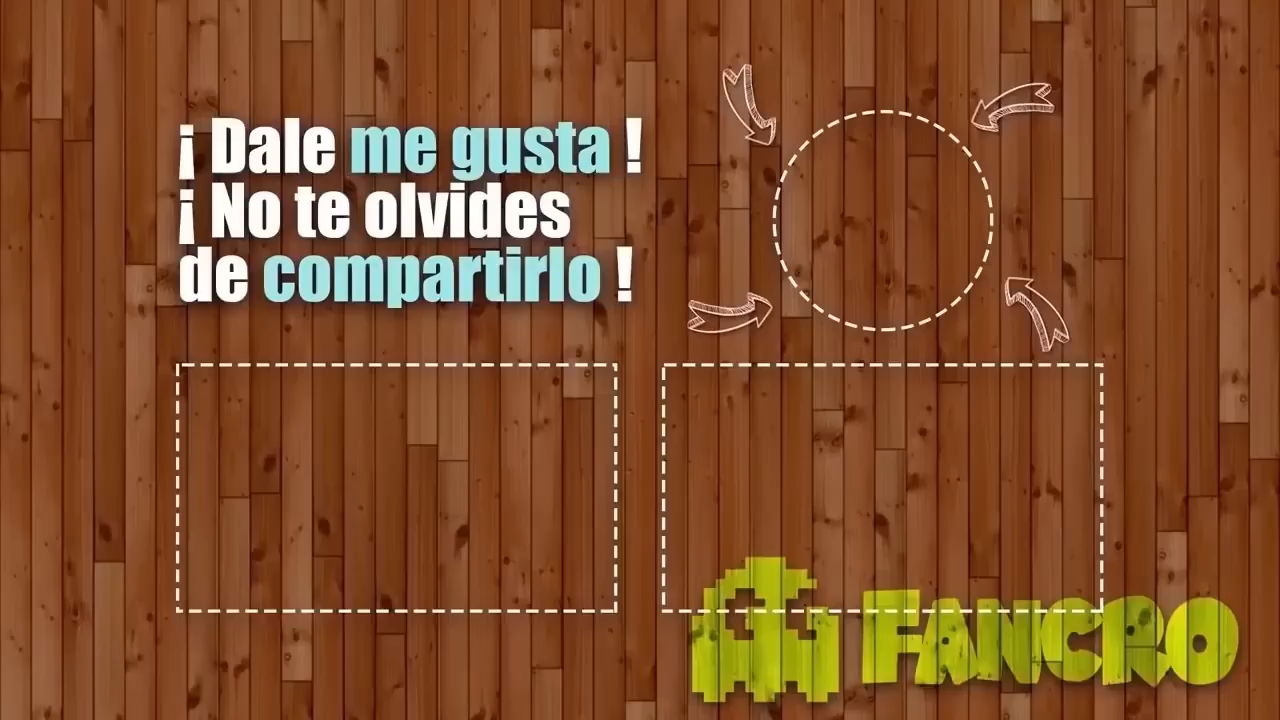 ¡ Dale me gusta !
¡ No te olvides
de compartirlo !
FANCRO